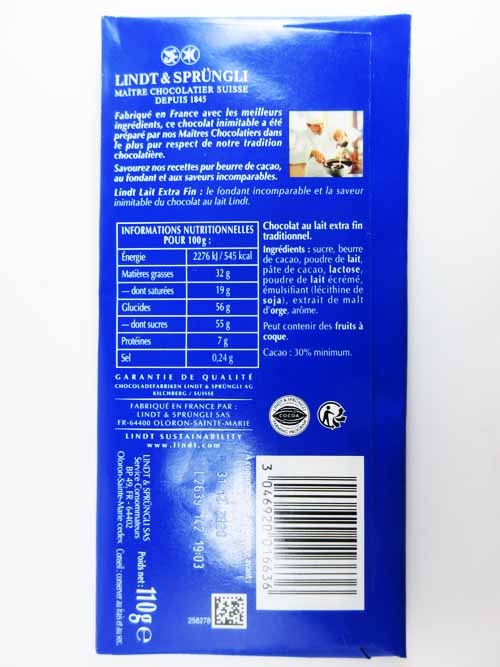 LINDT & SPRÜNGLI
MAÎTRE CHOCOLATIER SUISSE
DEPUIS 1845
Fabriqué en France avec les meilleurs
ingrédients, ce chocolat inimitable a été
préparé par nos Maîtres Chocolatiers dans
le plus pur respect de notre tradition
chocolatière.
Savourez nos recettes pur beurre de cacao,
au fondant et aux saveurs incomparables.
Lindt Lait Extra Fin : le fondant incomparable et la saveur
inimitable du chocolat au lait Lindt.
INFORMATIONS NUTRITIONNELLES
POUR 100g :
Énergie 2276 kJ / 545 kcal
Matières grasses 32 g
— dont saturées 19 g
Glucides 56 g
— dont sucres 55 g
Protéines 7 g
Sel 0,24 g
Chocolat au lait extra fin
traditionnel.
Ingrédients : sucre, beurre
de cacao, poudre de lait,
pâte de cacao, lactose,
poudre de lait écrémé,
émulsifiant (lécithine de
soja), extrait de malt
d'orge, arôme.
Peut contenir des fruits à
coque.
Cacao : 30% minimum.
GARANTIE DE QUALITÉ
CHOCOLADEFABRIKEN LINDT & SPRÜNGLI AG
KILCHBERG / SUISSE
FABRIQUÉ EN FRANCE PAR :
LINDT & SPRÜNGLI SAS
FR-64400 OLORON-SAINTE-MARIE
LINDT SUSTAINABILITY
www.lindt.com
LINDT & SPRÜNGLI
COCOA
FARMING PROGRAM
LINDT & SPRÜNGLI SAS
Service Consommateurs
BP 49, FR - 64402
Oloron-Sainte-Marie cedex
Poids net : 110g e
Conseil : conserver au frais et au sec.
L2639 42 19:03
258278
3 046920 016636